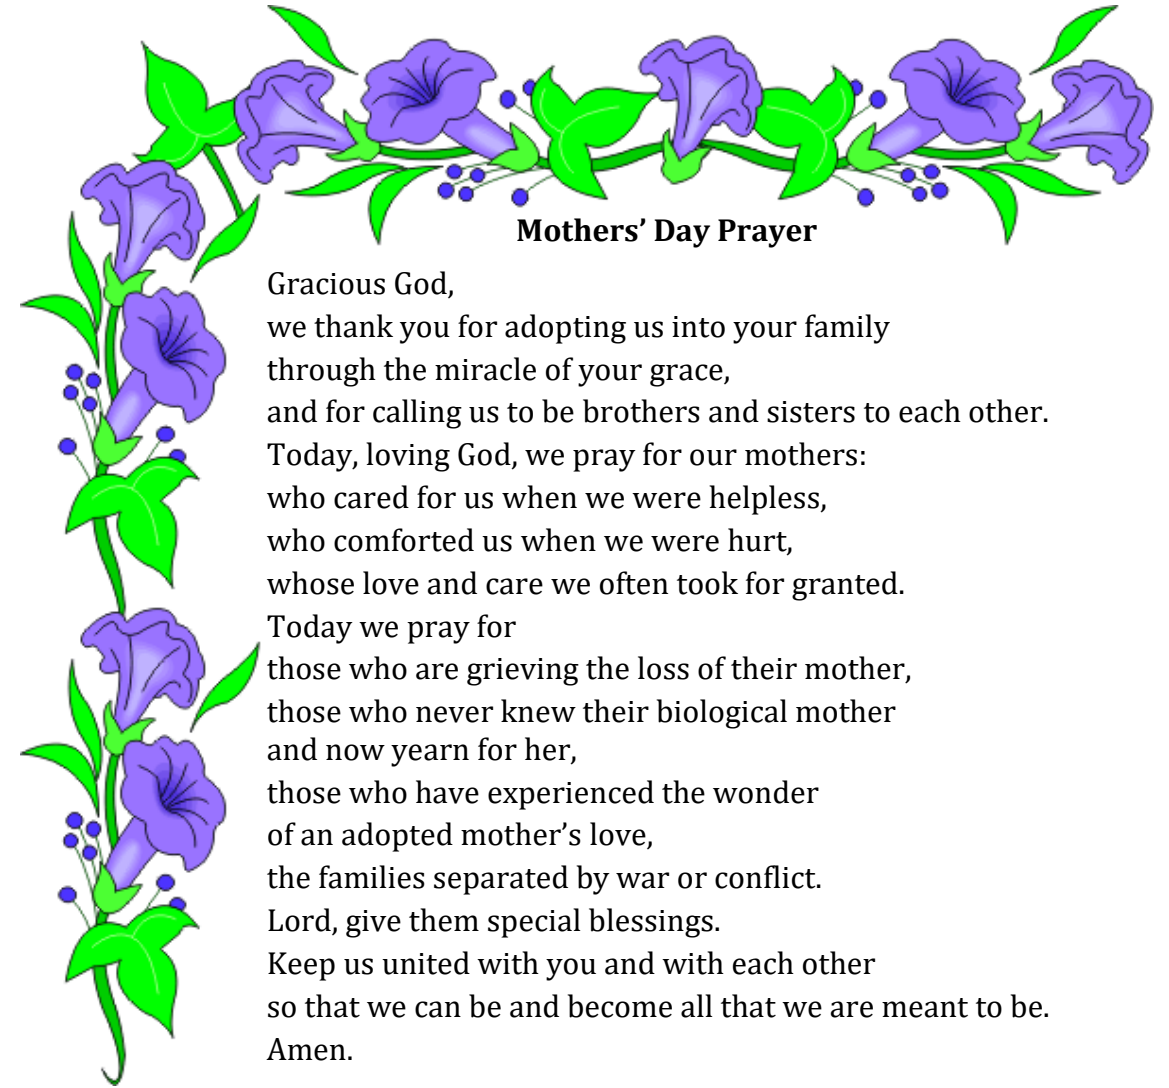 Mothers’ Day Prayer
Gracious God,
we thank you for adopting us into your family
through the miracle of your grace,
and for calling us to be brothers and sisters to each other.
Today, loving God, we pray for our mothers:
who cared for us when we were helpless,
who comforted us when we were hurt,
whose love and care we often took for granted.
Today we pray for
those who are grieving the loss of their mother,
those who never knew their biological mother
and now yearn for her,
those who have experienced the wonder
of an adopted mother’s love,
the families separated by war or conflict.
Lord, give them special blessings.
Keep us united with you and with each other
so that we can be and become all that we are meant to be.
Amen.